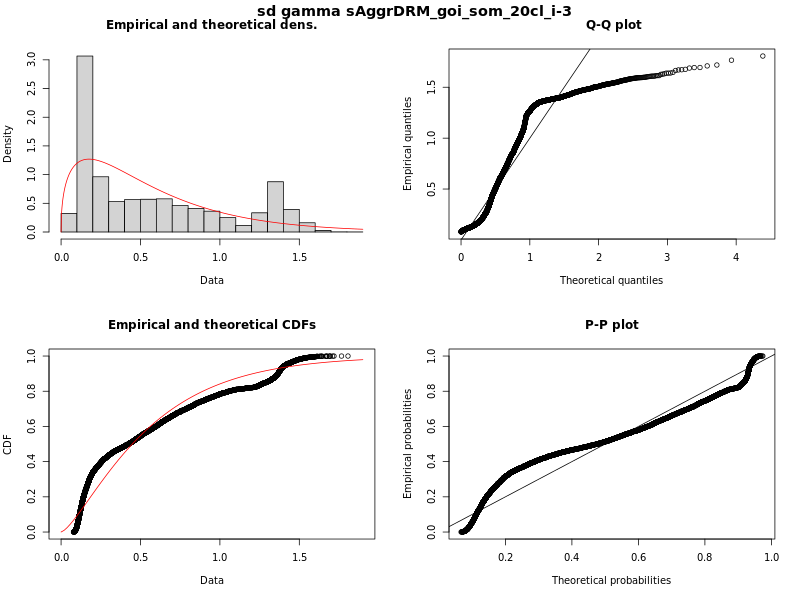 sd gamma sAggrDRM_goi_som_20cl_i-3
Empirical and theoretical dens.
Density
0.0 0.5 1.0 1.5 2.0 2.5 3.0
0.0 0.5 1.0 1.5
Data
Q-Q plot
Empirical quantiles
0.5 1.0 1.5
0 1 2 3 4
Theoretical quantiles
Empirical and theoretical CDFs
CDF
0.0 0.2 0.4 0.6 0.8 1.0
0.0 0.5 1.0 1.5
Data
P-P plot
Empirical probabilities
0.0 0.2 0.4 0.6 0.8 1.0
0.2 0.4 0.6 0.8 1.0
Theoretical probabilities